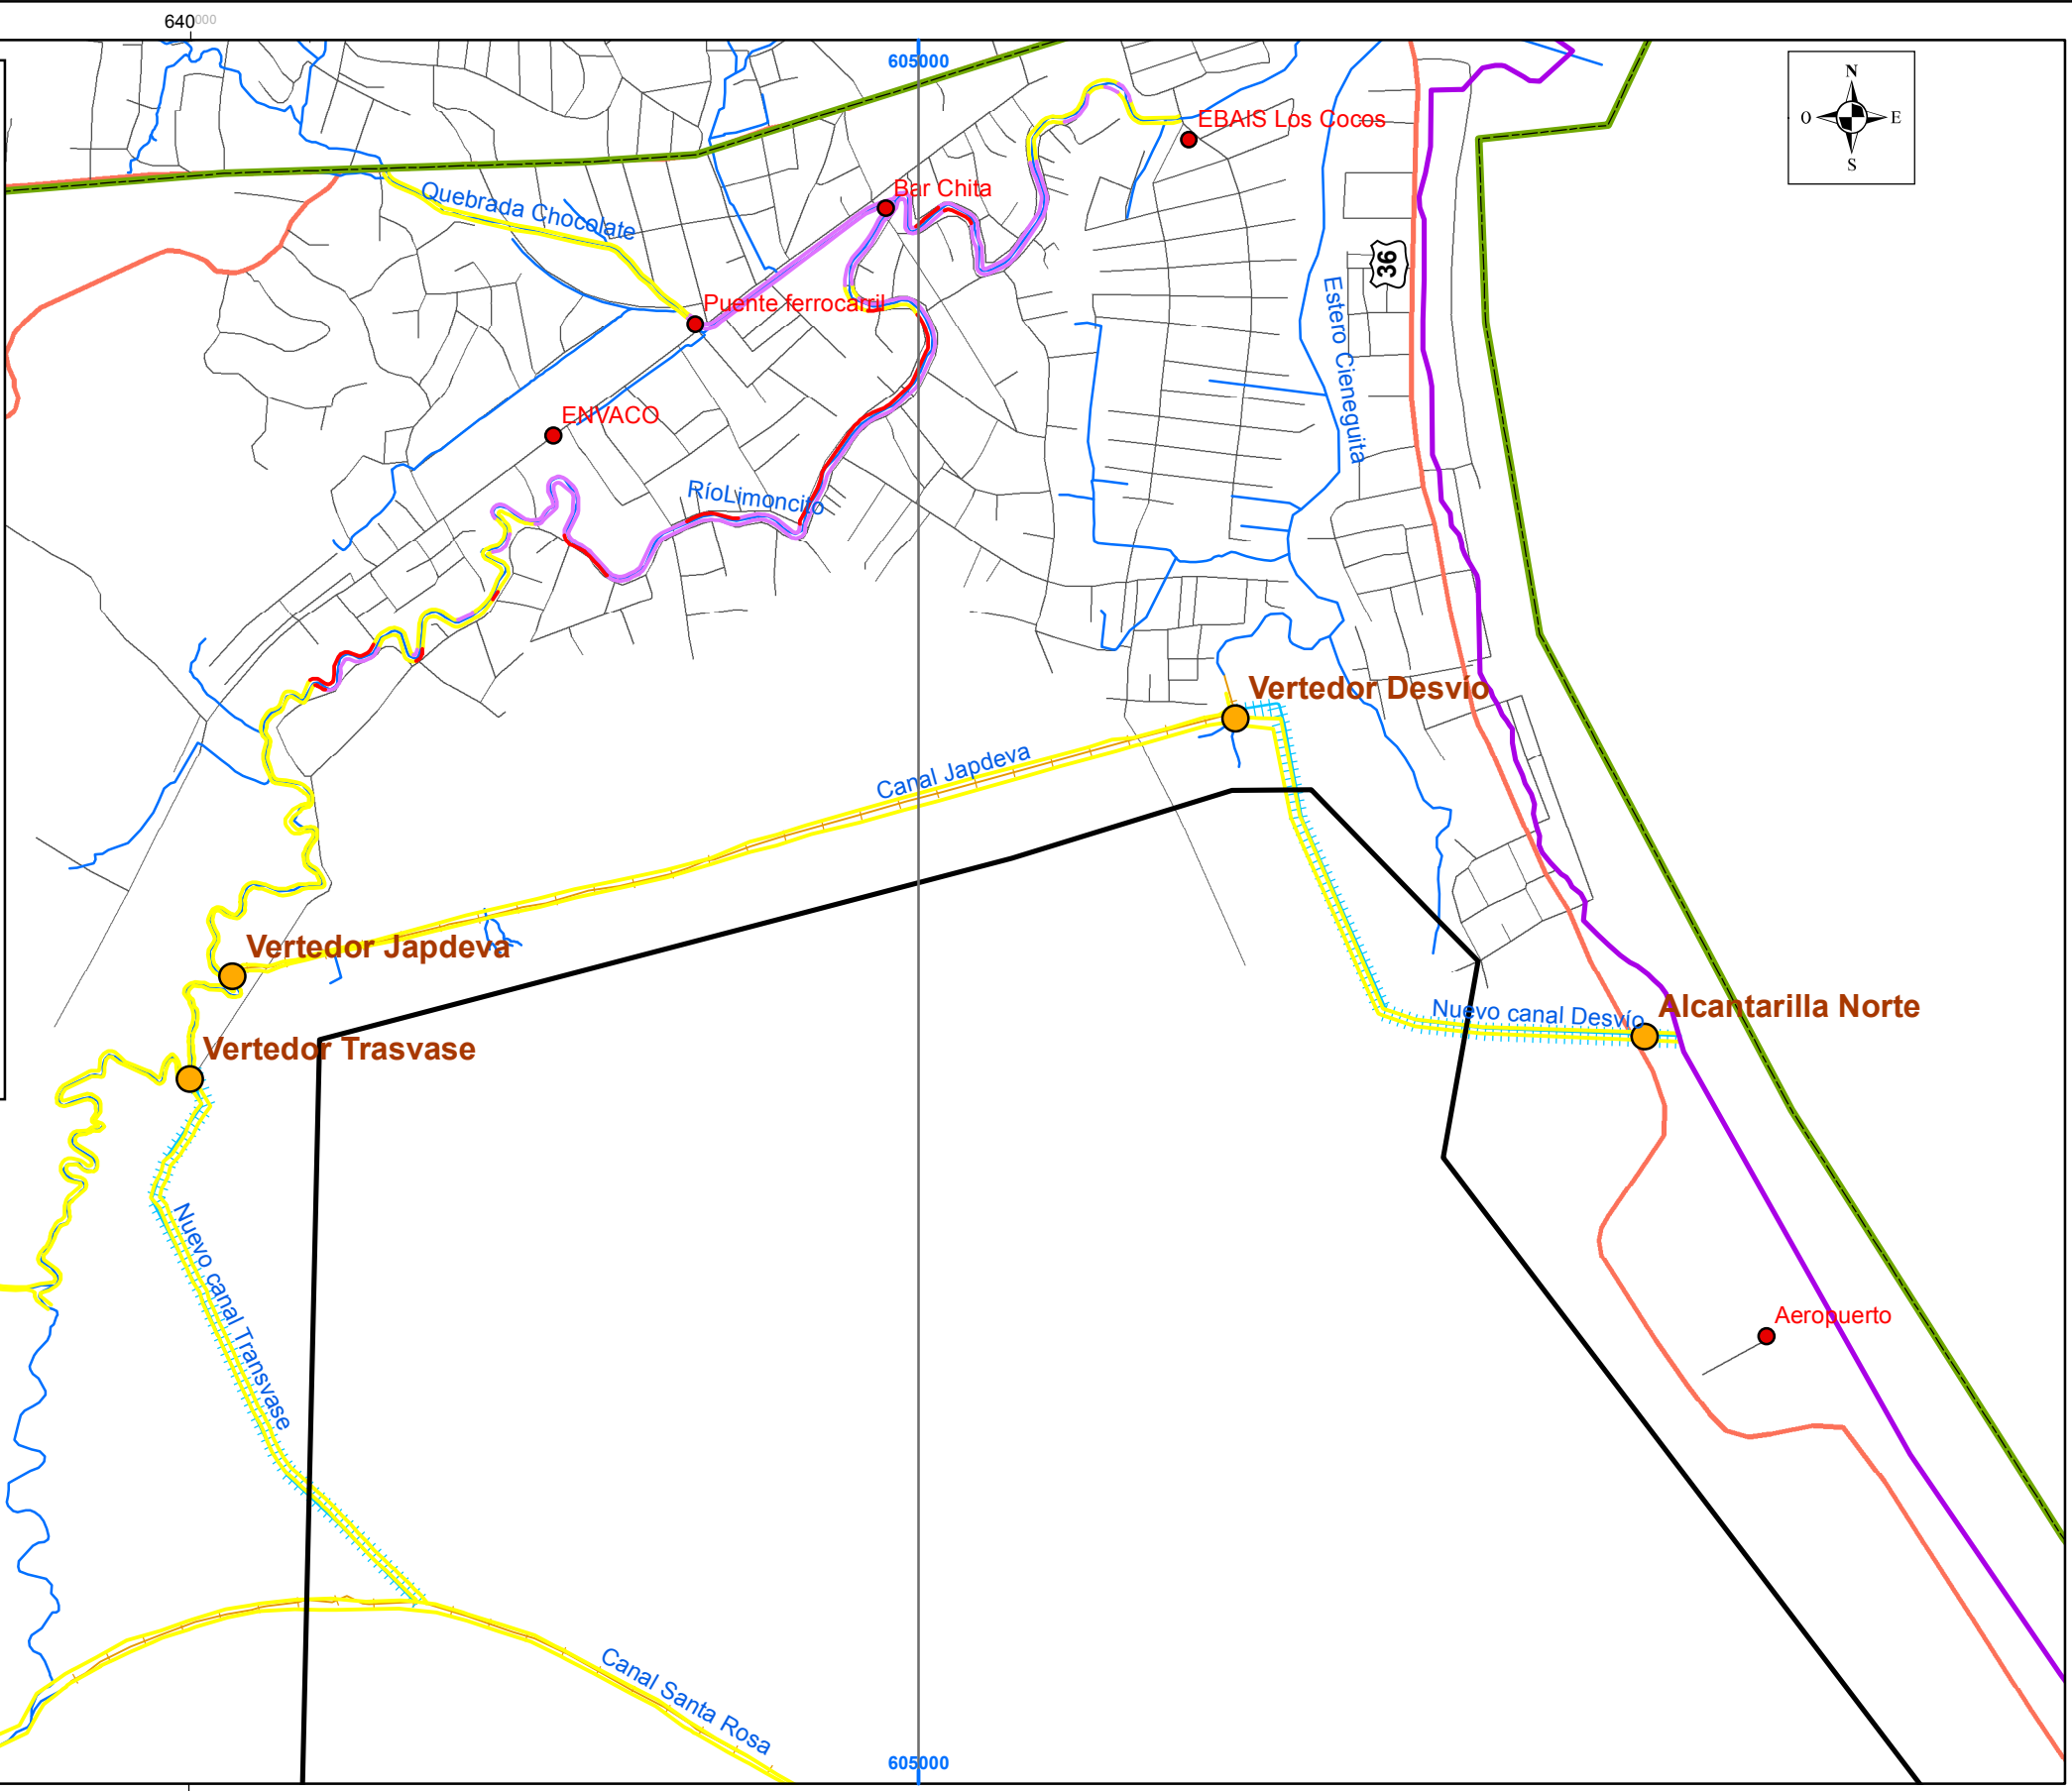 640000
605000
N
O E
S
EBAIS Los Cocos
Bar Chita
Quebrada Chocolate
36
Puente ferrocarril
Estero Cieneguita
ENVACO
RíoLimoncito
Vertedor Desvío
Canal Japdeva
Vertedor Japdeva
Nuevo canal Desvío
Alcantarilla Norte
Vertedor Trasvase
Nuevo canal Transvase
Aeropuerto
Canal Santa Rosa
605000